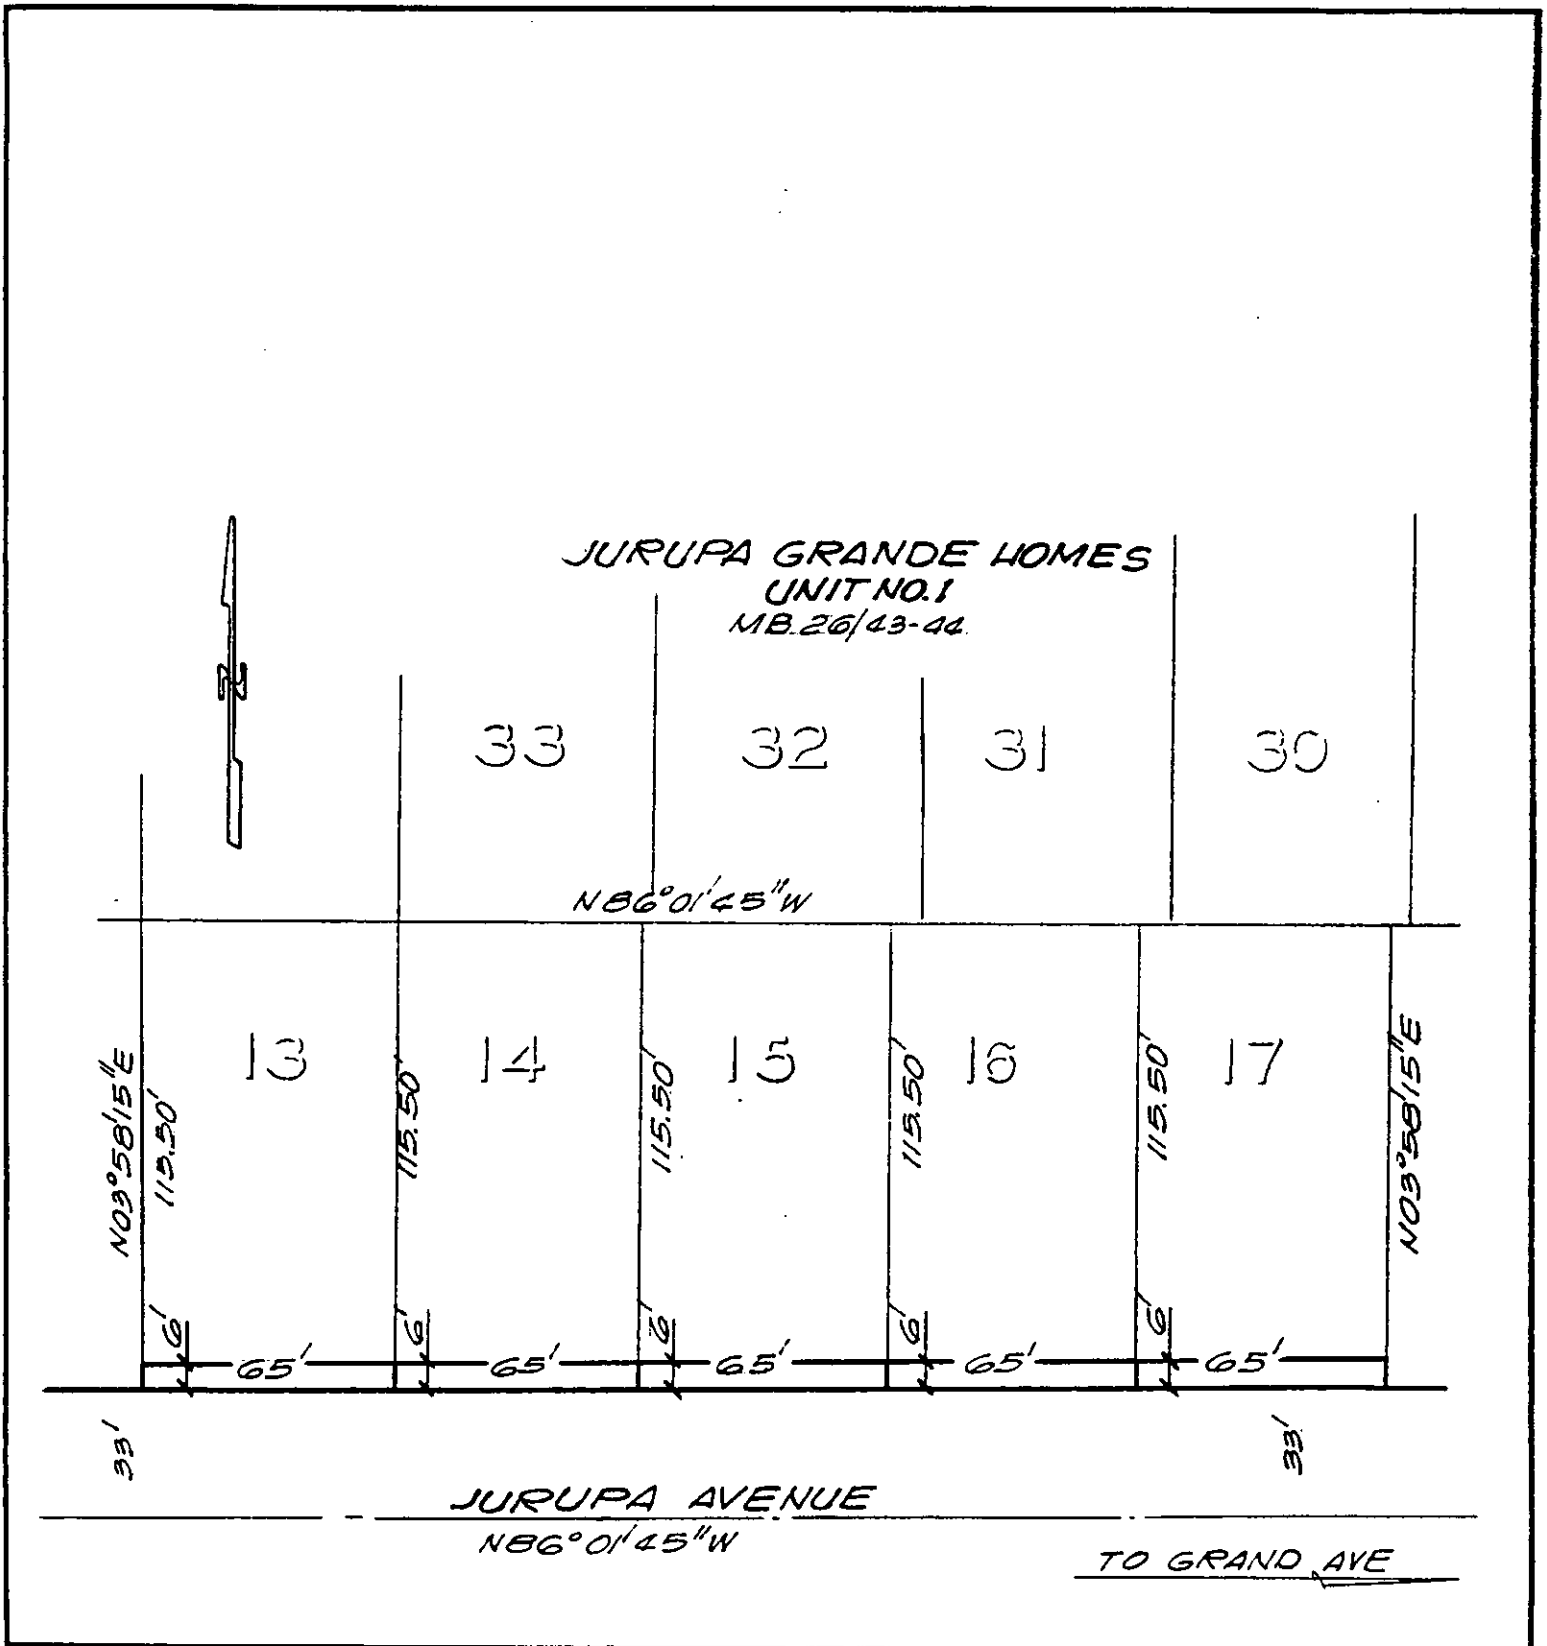 JURUPA GRANDE HOMES
UNIT NO. 1
MB 26/43-44
N
33
32
31
30
N86°01'45"W
13
14
15
16
17
N03°58'15"E
115.50'
115.50'
115.50'
115.50'
115.50'
N03°58'15"E
6'
6'
6'
6'
6'
65'
65'
65'
65'
65'
33'
33'
JURUPA AVENUE
N86°01'45"W
TO GRAND AVE